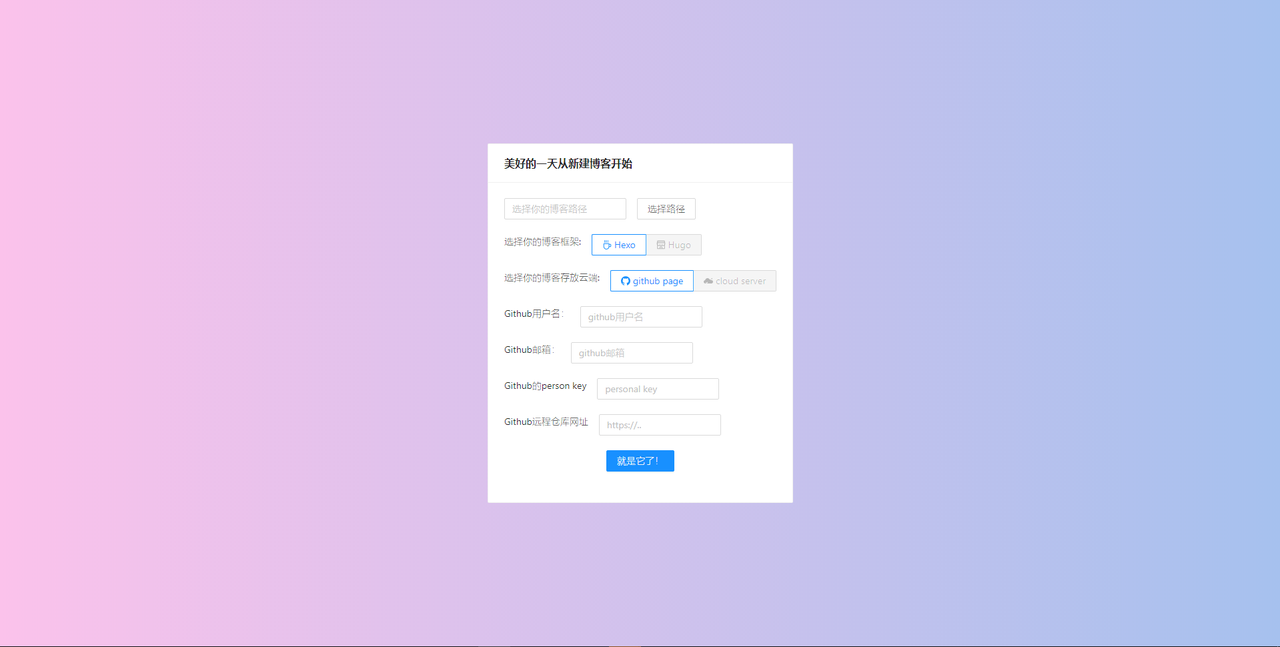 美好的一天从新建博客开始
选择你的博客路径 选择路径
选择你的博客框架: Hexo Hugo
选择你的博客存放云端: github page cloud server
Github用户名: github用户名
Github邮箱: github邮箱
Github的person key personal key
Github远程仓库网址 https://..
就是它了！